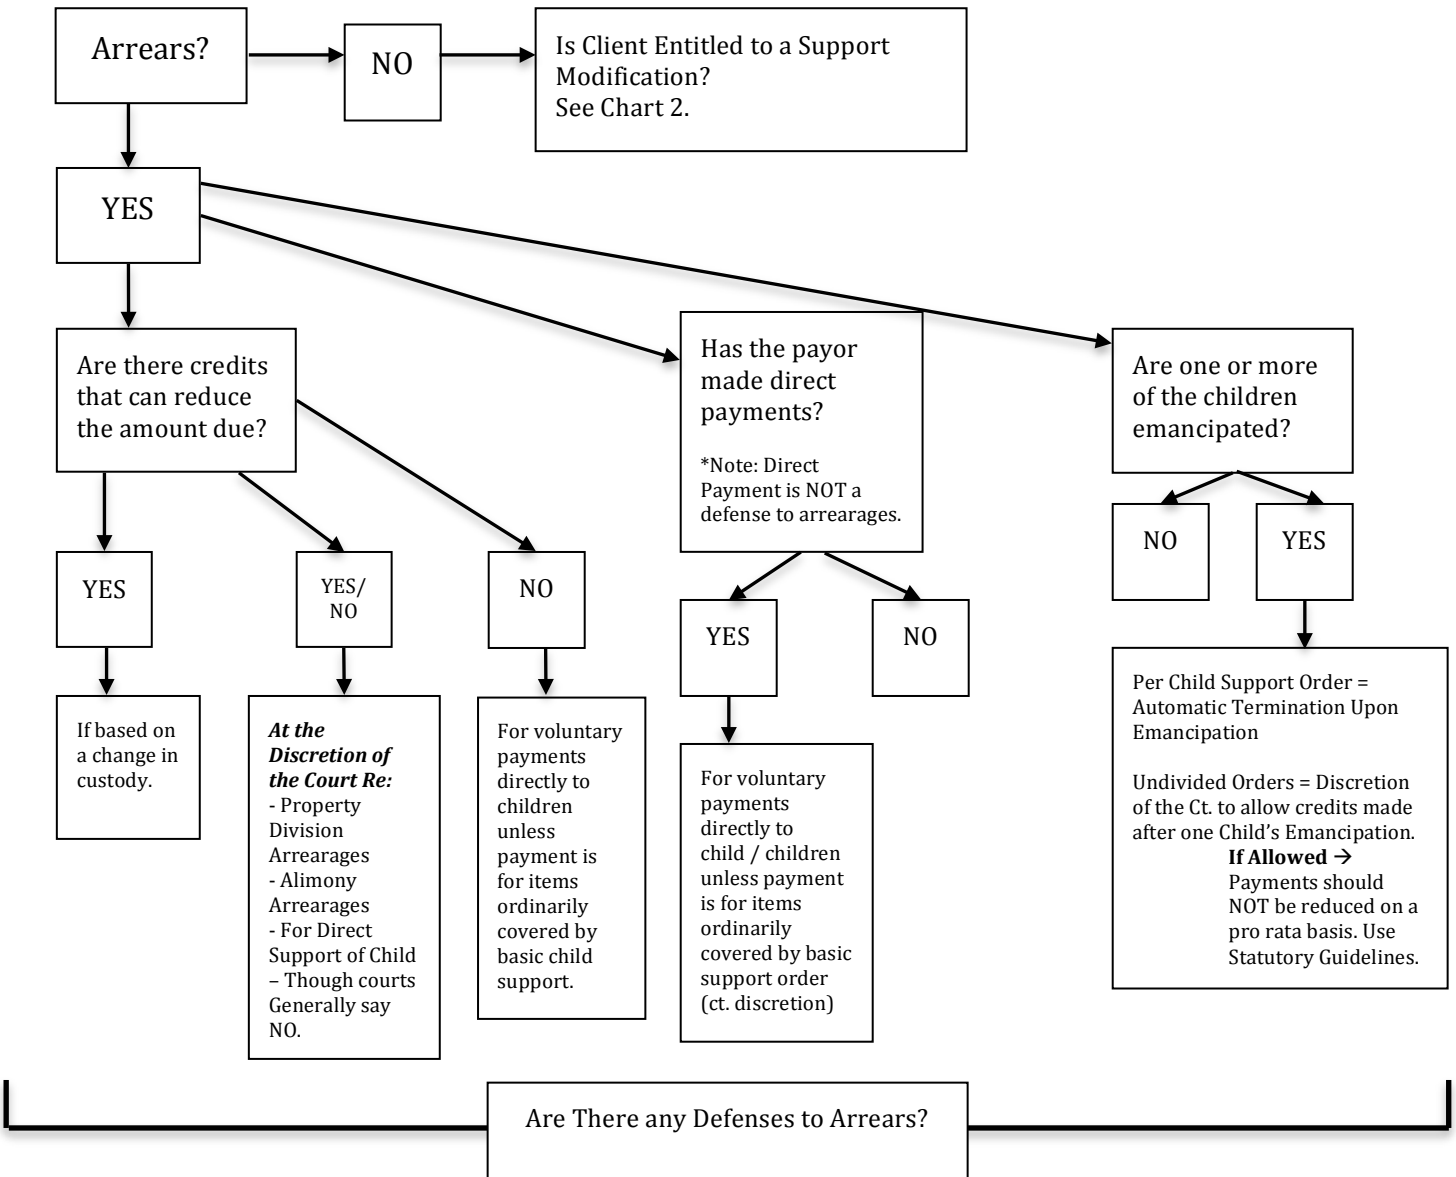 Arrears?
NO
Is Client Entitled to a Support
Modification?
See Chart 2.
YES
Are there credits
that can reduce
the amount due?
Has the payor
made direct
payments?
*Note: Direct
Payment is NOT a
defense to arrearages.
Are one or more
of the children
emancipated?
YES
YES/
NO
NO
YES
NO
NO
YES
If based on
a change in
custody.
At the
Discretion of
the Court Re:
- Property
Division
Arrearages
- Alimony
Arrearages
- For Direct
Support of Child
– Though courts
Generally say
NO.
For voluntary
payments
directly to
children
unless
payment is
for items
ordinarily
covered by
basic child
support.
For voluntary
payments
directly to
child / children
unless payment
is for items
ordinarily
covered by basic
support order
(ct. discretion)
Per Child Support Order =
Automatic Termination Upon
Emancipation
Undivided Orders = Discretion
of the Ct. to allow credits made
after one Child’s Emancipation.
If Allowed →
Payments should
NOT be reduced on a
pro rata basis. Use
Statutory Guidelines.
Are There any Defenses to Arrears?